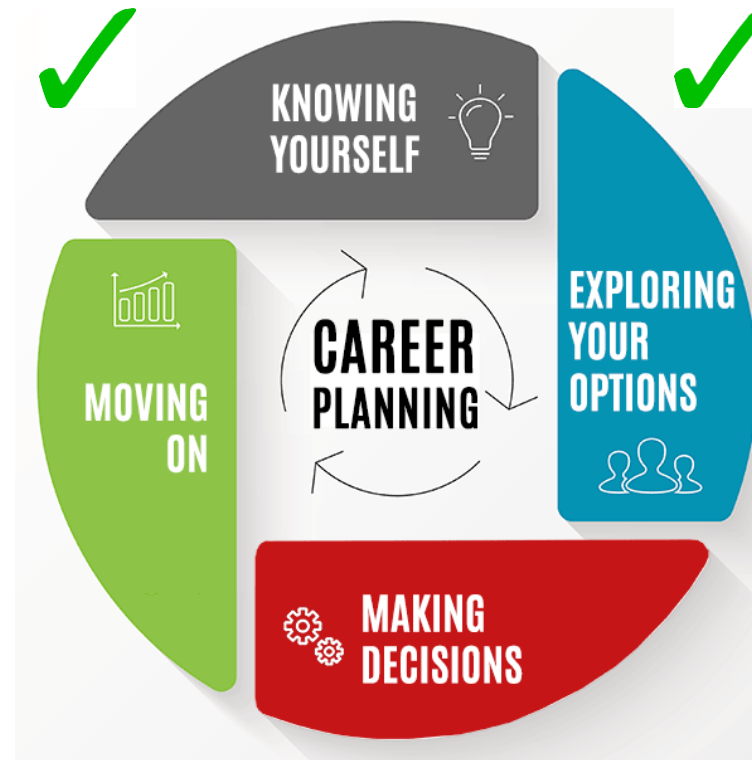 KNOWING
YOURSELF
EXPLORING
YOUR
OPTIONS
CAREER
PLANNING
MOVING
ON
MAKING
DECISIONS